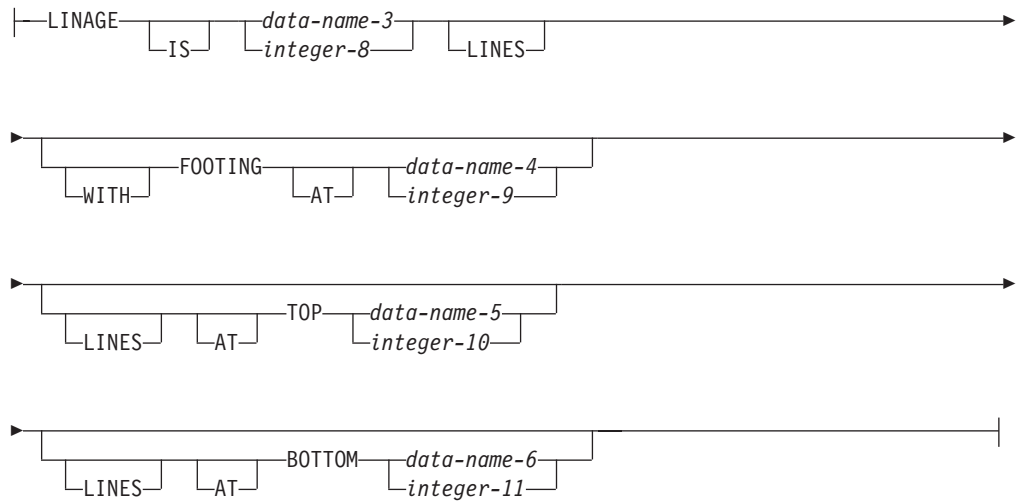 LINAGE IS data-name-3 LINES
integer-8
FOOTING data-name-4
WITH AT integer-9
TOP data-name-5
LINES AT integer-10
BOTTOM data-name-6
LINES AT integer-11